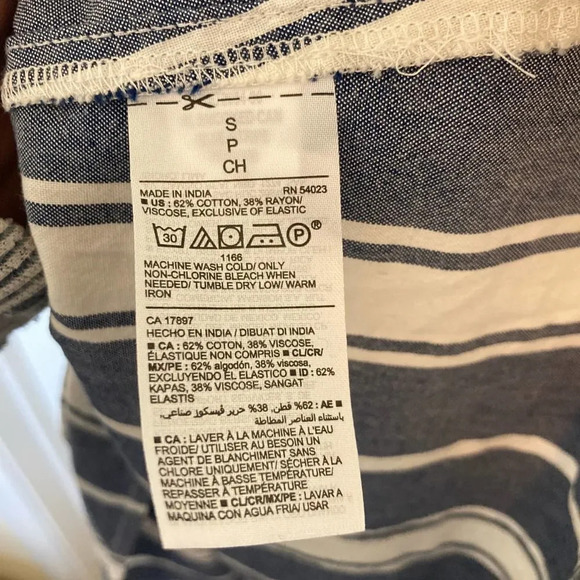 S
P
CH
MADE IN INDIA RN 54023
■ US : 62% COTTON, 38% RAYON/
VISCOSE, EXCLUSIVE OF ELASTIC
30 P ®
1166
MACHINE WASH COLD/ ONLY
NON-CHLORINE BLEACH WHEN
NEEDED/ TUMBLE DRY LOW/ WARM
IRON
CA 17897
HECHO EN INDIA / DIBUAT DI INDIA
■ CA : 62% COTON, 38% VISCOSE,
ÉLASTIQUE NON COMPRIS ■ CL/CR/
MX/PE : 62% algodón, 38% viscosa,
EXCLUYENDO EL ELASTICO ■ ID : 62%
KAPAS, 38% VISCOSE, SANGAT
ELASTIS
■ AE : 62% قطن, 38% حرير ڤيسكوز صناعي،
باستثناء العناصر المطاطة
■ CA : LAVER À LA MACHINE À L'EAU
FROIDE/ UTILISER AU BESOIN UN
AGENT DE BLANCHIMENT SANS
CHLORE UNIQUEMENT/ SÉCHER À LA
MACHINE À BASSE TEMPÉRATURE/
REPASSER À TEMPÉRATURE
MOYENNE ■ CL/CR/MX/PE : LAVAR A
MAQUINA CON AGUA FRIA/ USAR